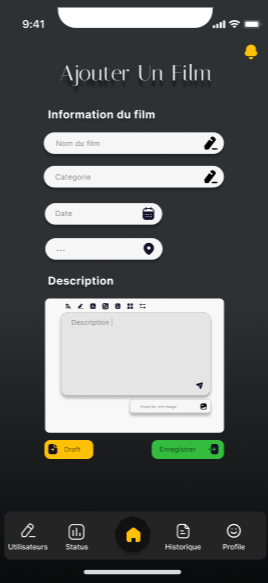 9:41
Ajouter Un Film
Information du film
Nom du film
Categorie
Date
---
Description
Description
Importer une image
Draft
Enregistrer
Utilisateurs
Status
Historique
Profile